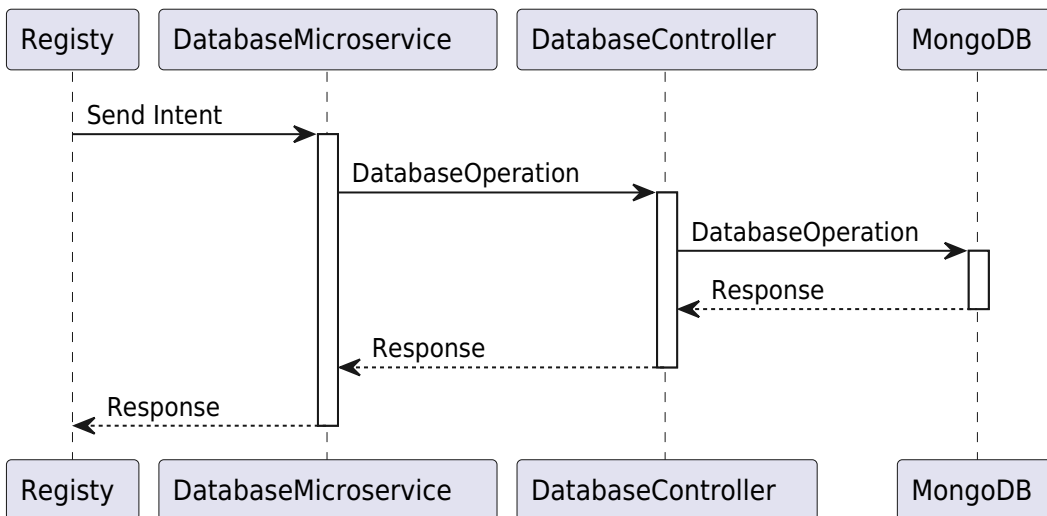 Registy
DatabaseMicroservice
DatabaseController
MongoDB
Send Intent
DatabaseOperation
DatabaseOperation
Response
Response
Response
Registy
DatabaseMicroservice
DatabaseController
MongoDB